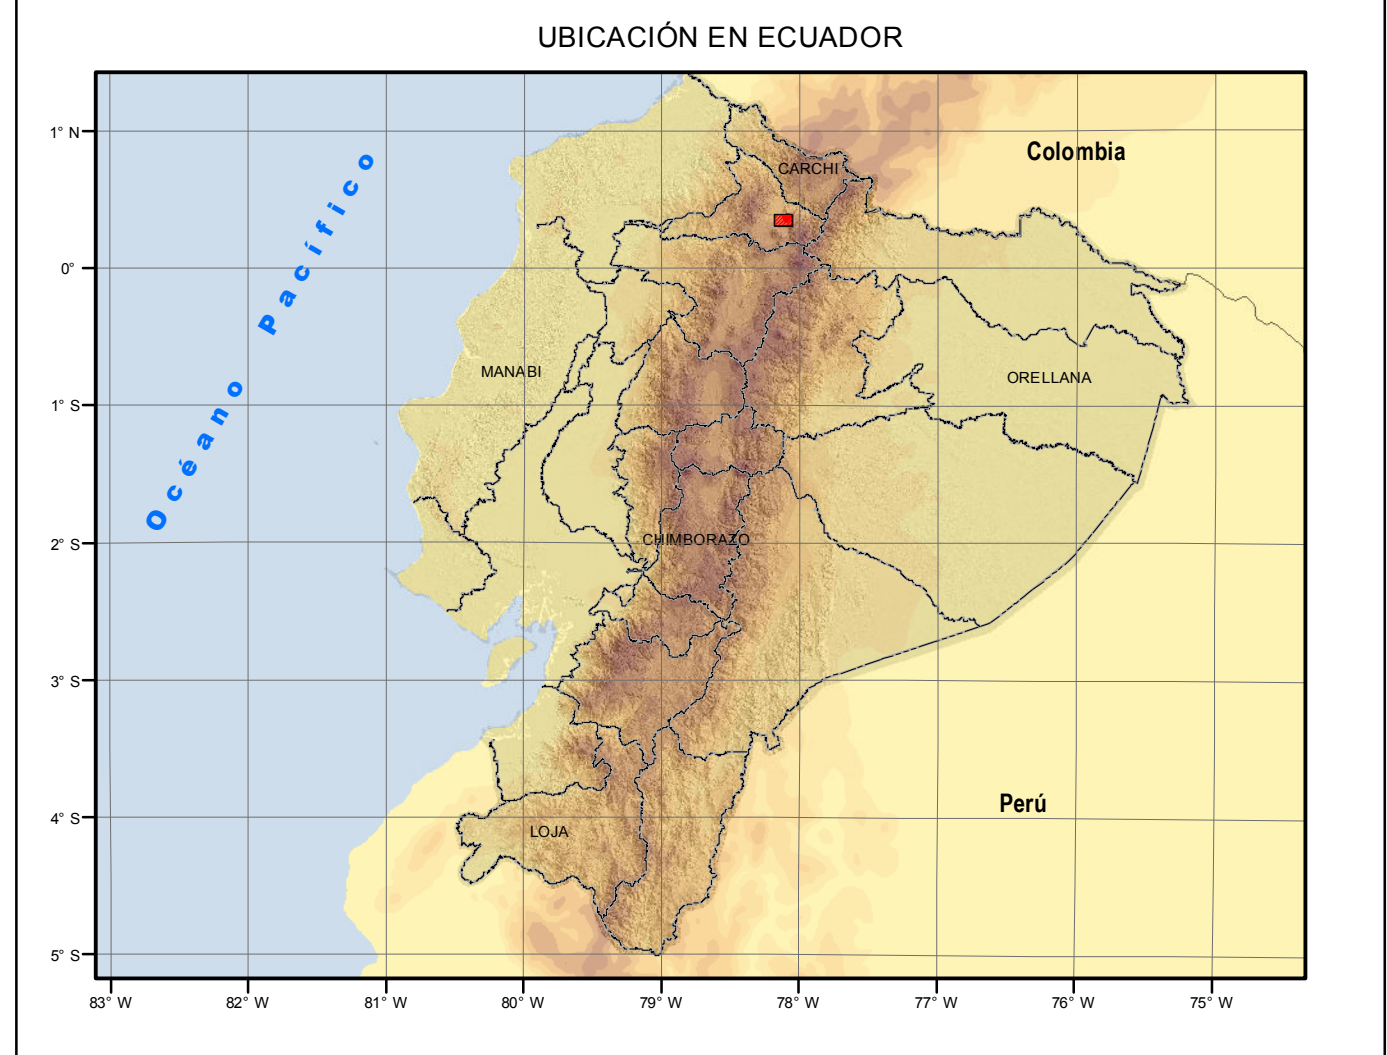 UBICACIÓN EN ECUADOR
1° N
Colombia
CARCHI
Océano Pacífico
0°
MANABI
ORELLANA
1° S
CHIMBORAZO
2° S
3° S
Perú
4° S
LOJA
5° S
83° W 82° W 81° W 80° W 79° W 78° W 77° W 76° W 75° W